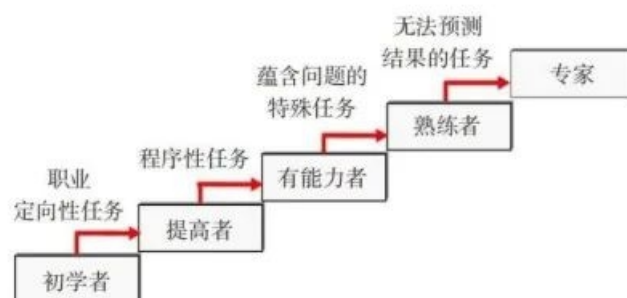 无法预测
结果的任务
专家
蕴含问题的
特殊任务
熟练者
程序性任务
有能力者
职业
定向性任务
提高者
初学者